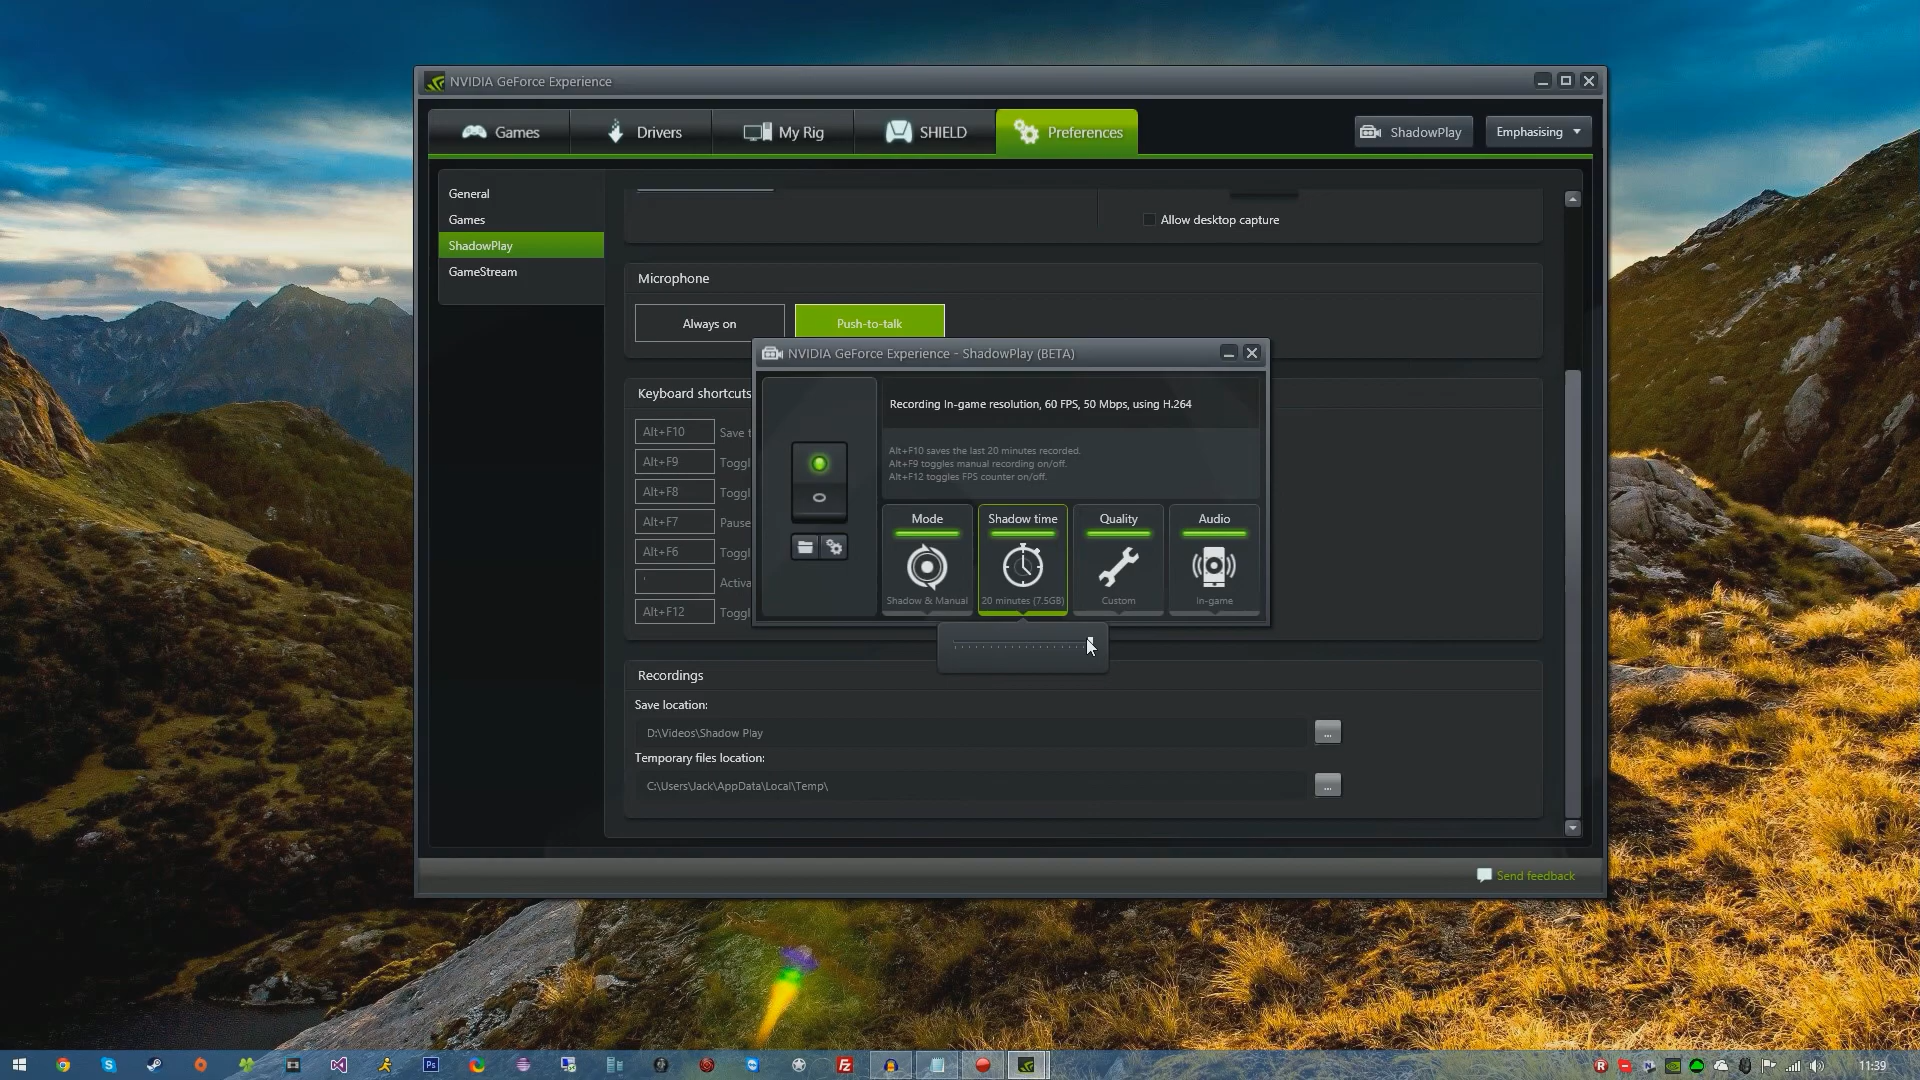 NVIDIA GeForce Experience
Games
Drivers
My Rig
SHIELD
Preferences
ShadowPlay
Emphasising
General
Games
ShadowPlay
GameStream
Allow desktop capture
Microphone
Always on
Push-to-talk
NVIDIA GeForce Experience - ShadowPlay (BETA)
Recording In-game resolution, 60 FPS, 50 Mbps, using H.264
Alt+F10 saves the last 20 minutes recorded.
Alt+F9 toggles manual recording on/off.
Alt+F12 toggles FPS counter on/off.
Mode
Shadow & Manual
Shadow time
20 minutes (7.5GB)
Quality
Custom
Audio
In-game
Keyboard shortcuts
Alt+F10 Save t
Alt+F9 Toggl
Alt+F8 Toggl
Alt+F7 Pause
Alt+F6 Toggl
' Activa
Alt+F12 Toggl
Recordings
Save location:
D:\Videos\Shadow Play
...
Temporary files location:
C:\Users\Jack\AppData\Local\Temp\
...
Send feedback
11:39